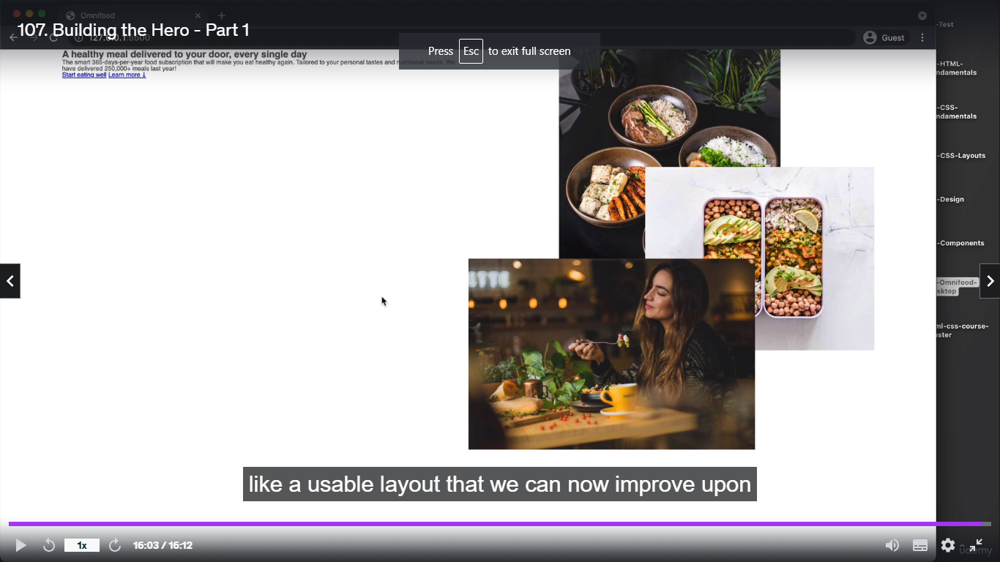 Omnifood
107. Building the Hero - Part 1
127.0.0.1:5500
Guest
Press Esc to exit full screen
A healthy meal delivered to your door, every single day
The smart 365-days-per-year food subscription that will make you eat healthy again. Tailored to your personal tastes and nutritional needs. We
have delivered 250,000+ meals last year!
Start eating well Learn more ↓
-Test
-HTML-
ndamentals
-CSS-
ndamentals
-CSS-Layouts
-Design
-Components
-Omnifood-
sktop
ml-css-course-
ster
like a usable layout that we can now improve upon
1x
16:03 / 16:12
ûdemy